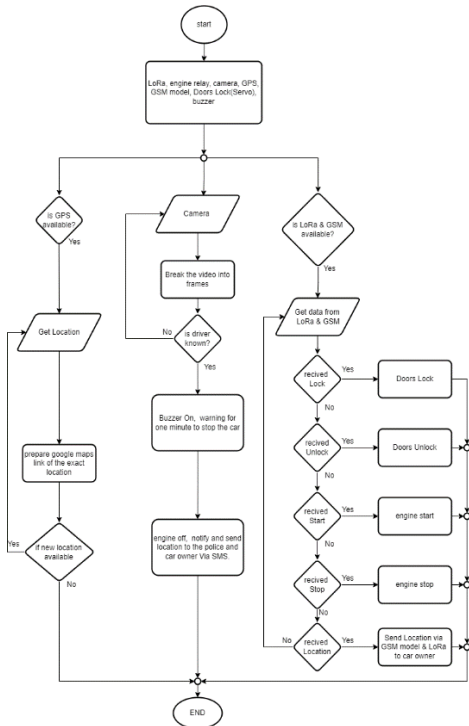 start
LoRa, engine relay, camera, GPS,
GSM model, Doors Lock(Servo),
buzzer
is GPS
available?
Yes
Get Location
prepare google maps
link of the exact
location
if new location
available
Yes
No
Camera
Break the video into
frames
is driver
known?
No
Yes
Buzzer On, warning for
one minute to stop the car
engine off, notify and send
location to the police and
car owner Via SMS.
is LoRa & GSM
available?
Yes
Get data from
LoRa & GSM
recived
Lock
Yes
Doors Lock
No
recived
Unlock
Yes
Doors Unlock
No
recived
Start
Yes
engine start
No
recived
Stop
Yes
engine stop
No
recived
Location
No
Yes
Send Location via
GSM model & LoRa
to car owner
END